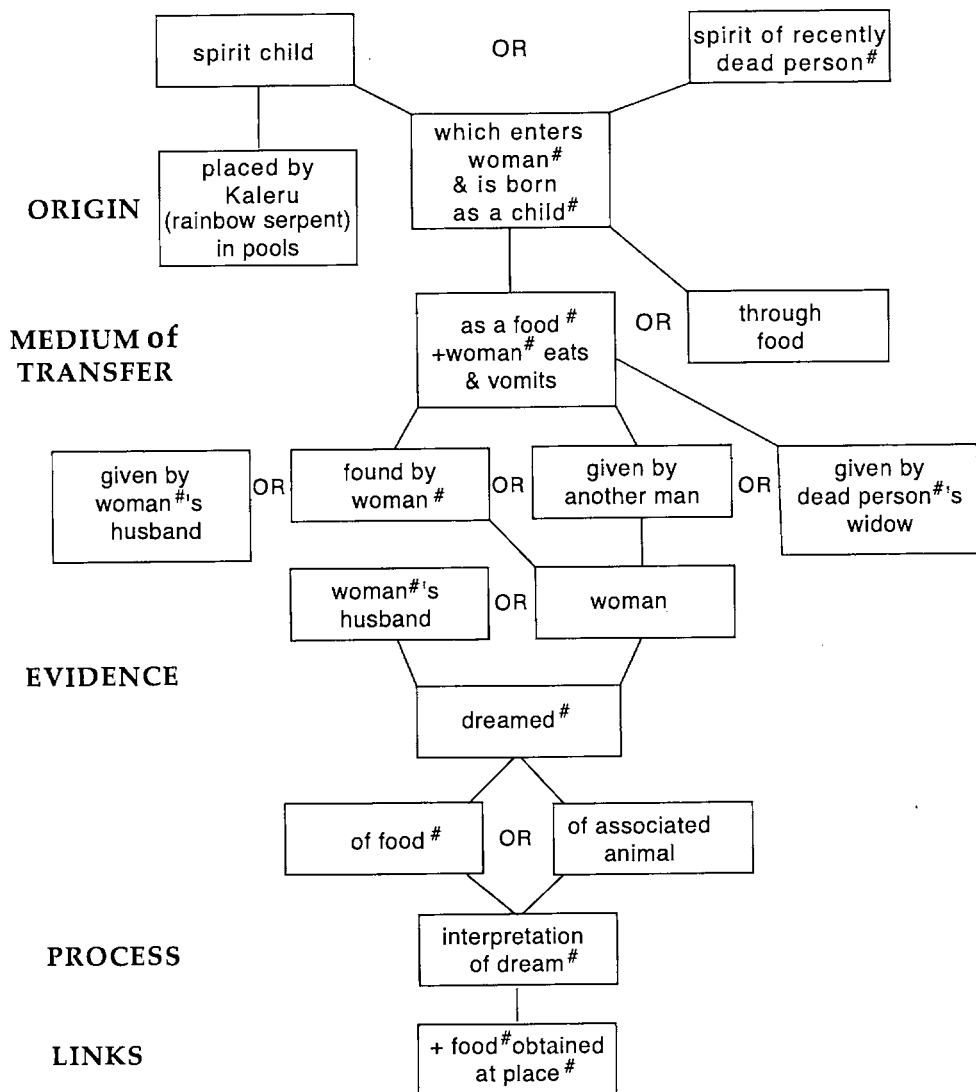 spirit child
OR
spirit of recently
dead person#
which enters
woman#
& is born
as a child#
placed by
Kaleru
(rainbow serpent)
in pools
ORIGIN
as a food #
+woman# eats
& vomits
OR
through
food
MEDIUM of
TRANSFER
given by
woman#'s
husband
OR
found by
woman #
OR
given by
another man
OR
given by
dead person#'s
widow
woman#'s
husband
OR
woman
EVIDENCE
dreamed #
of food #
OR
of associated
animal
PROCESS
interpretation
of dream#
LINKS
+ food#obtained
at place#